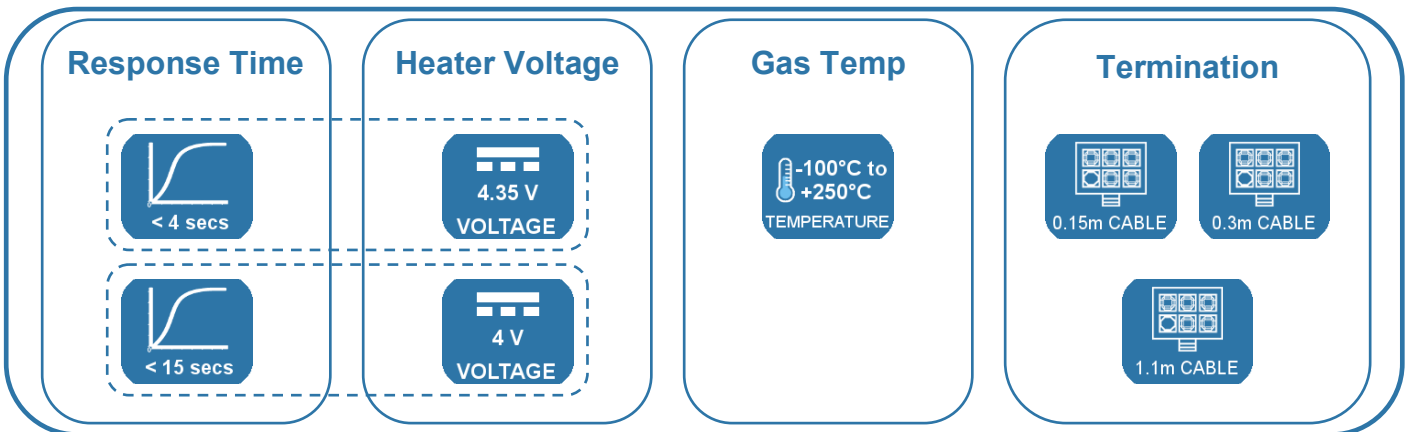 Response Time
< 4 secs
< 15 secs
Heater Voltage
4.35 V
VOLTAGE
4 V
VOLTAGE
Gas Temp
-100°C to
+250°C
TEMPERATURE
Termination
0.15m CABLE
0.3m CABLE
1.1m CABLE